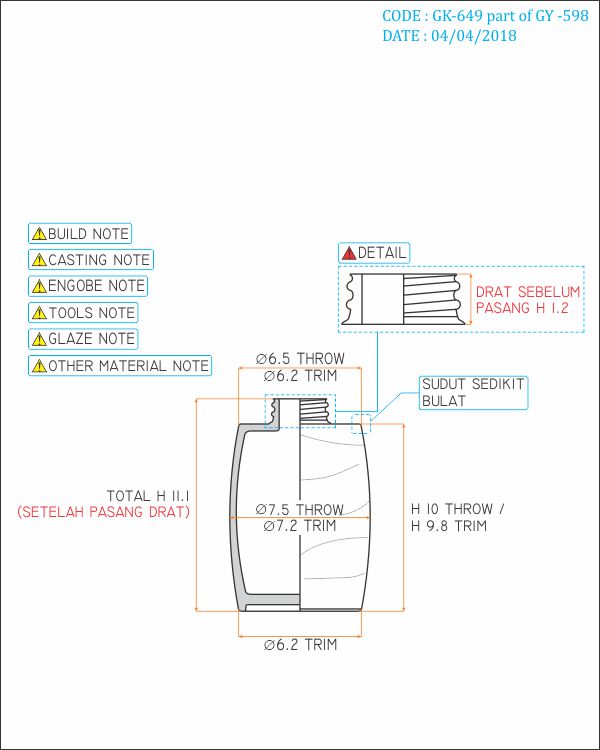 CODE : GK-649 part of GY -598
DATE : 04/04/2018
BUILD NOTE
CASTING NOTE
ENGOBE NOTE
TOOLS NOTE
GLAZE NOTE
OTHER MATERIAL NOTE
DETAIL
DRAT SEBELUM
PASANG H 1.2
Ø6.5 THROW
Ø6.2 TRIM
SUDUT SEDIKIT
BULAT
TOTAL H 11.1
(SETELAH PASANG DRAT)
Ø7.5 THROW
Ø7.2 TRIM
H 10 THROW /
H 9.8 TRIM
Ø6.2 TRIM